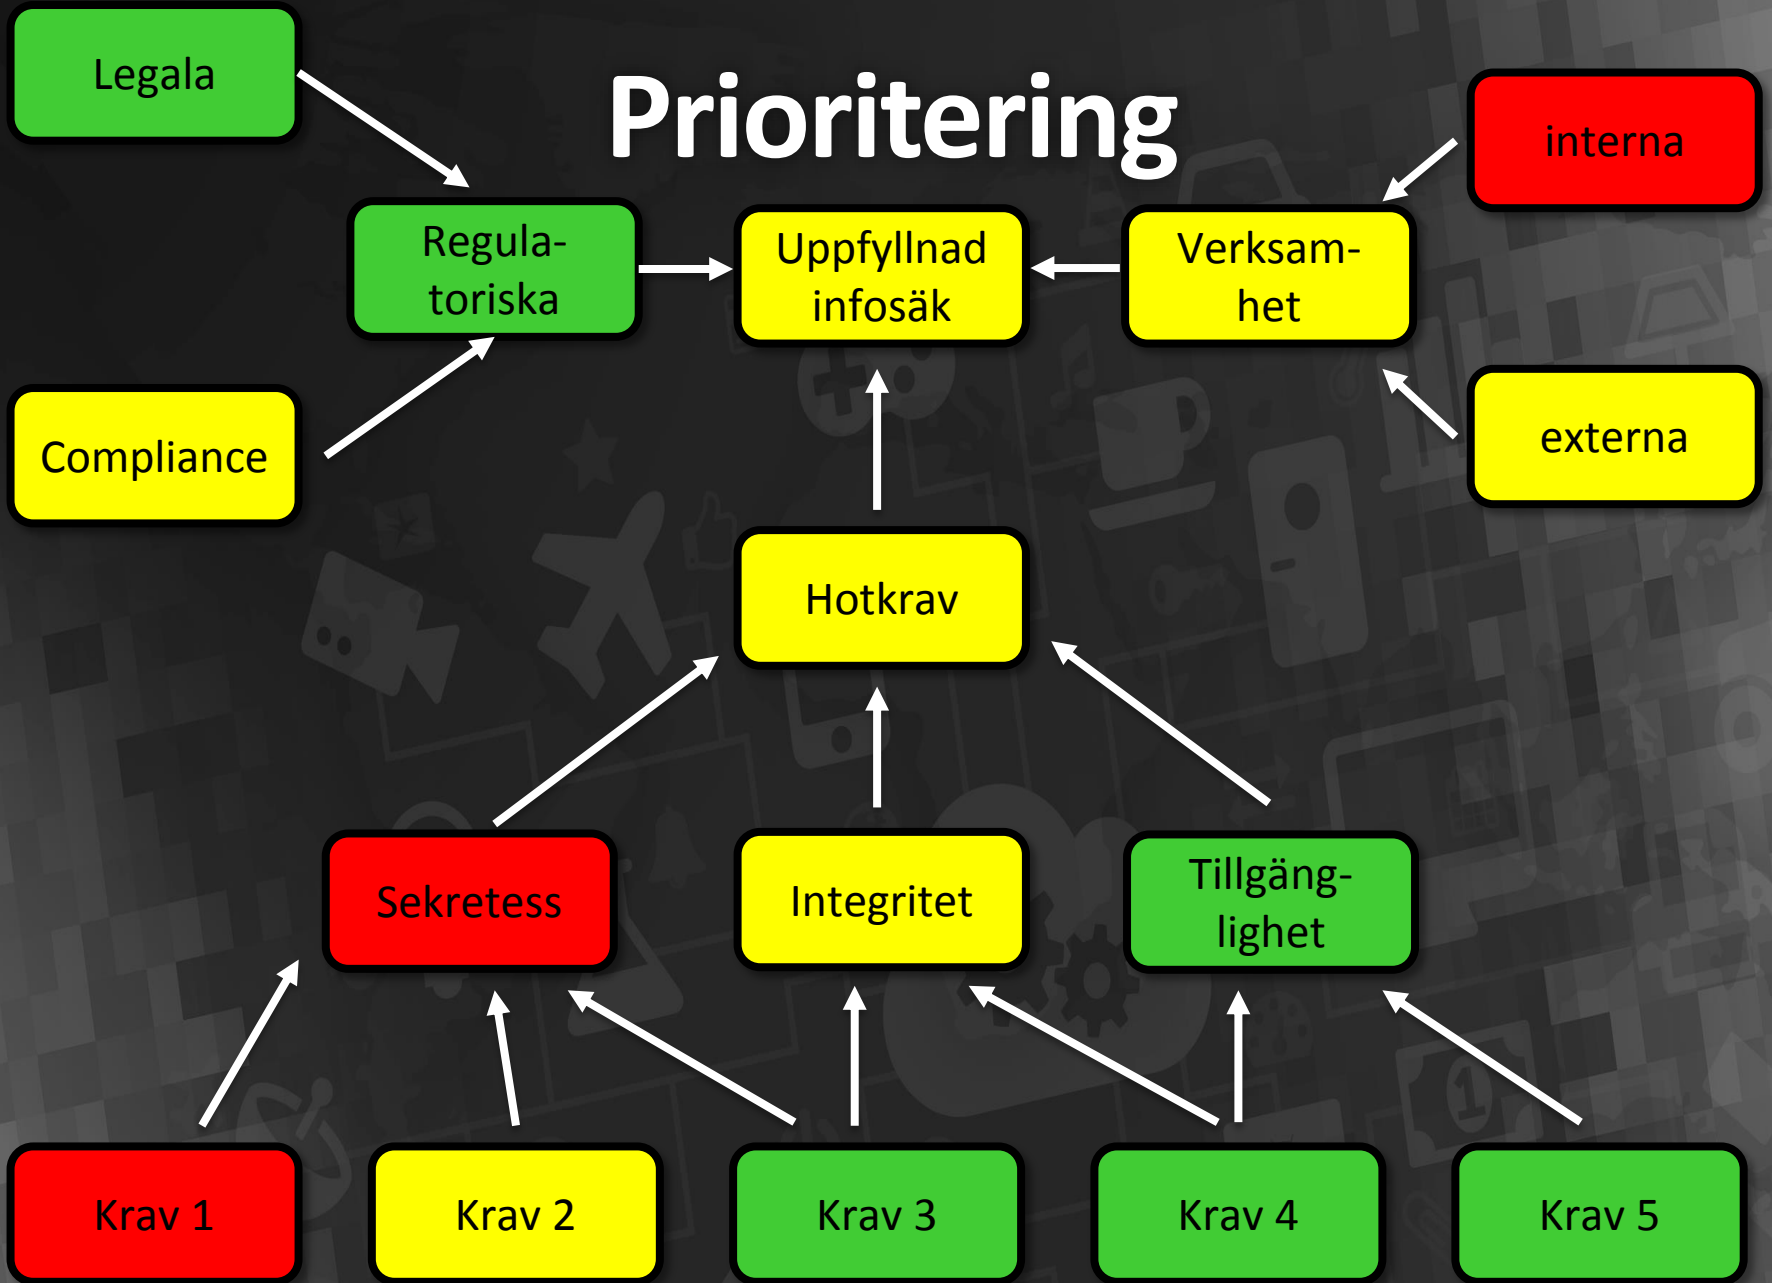 Legala
Prioritering
interna
Regula-
toriska
Uppfyllnad
infosäk
Verksam-
het
Compliance
externa
Hotkrav
Sekretess
Integritet
Tillgäng-
lighet
Krav 1
Krav 2
Krav 3
Krav 4
Krav 5